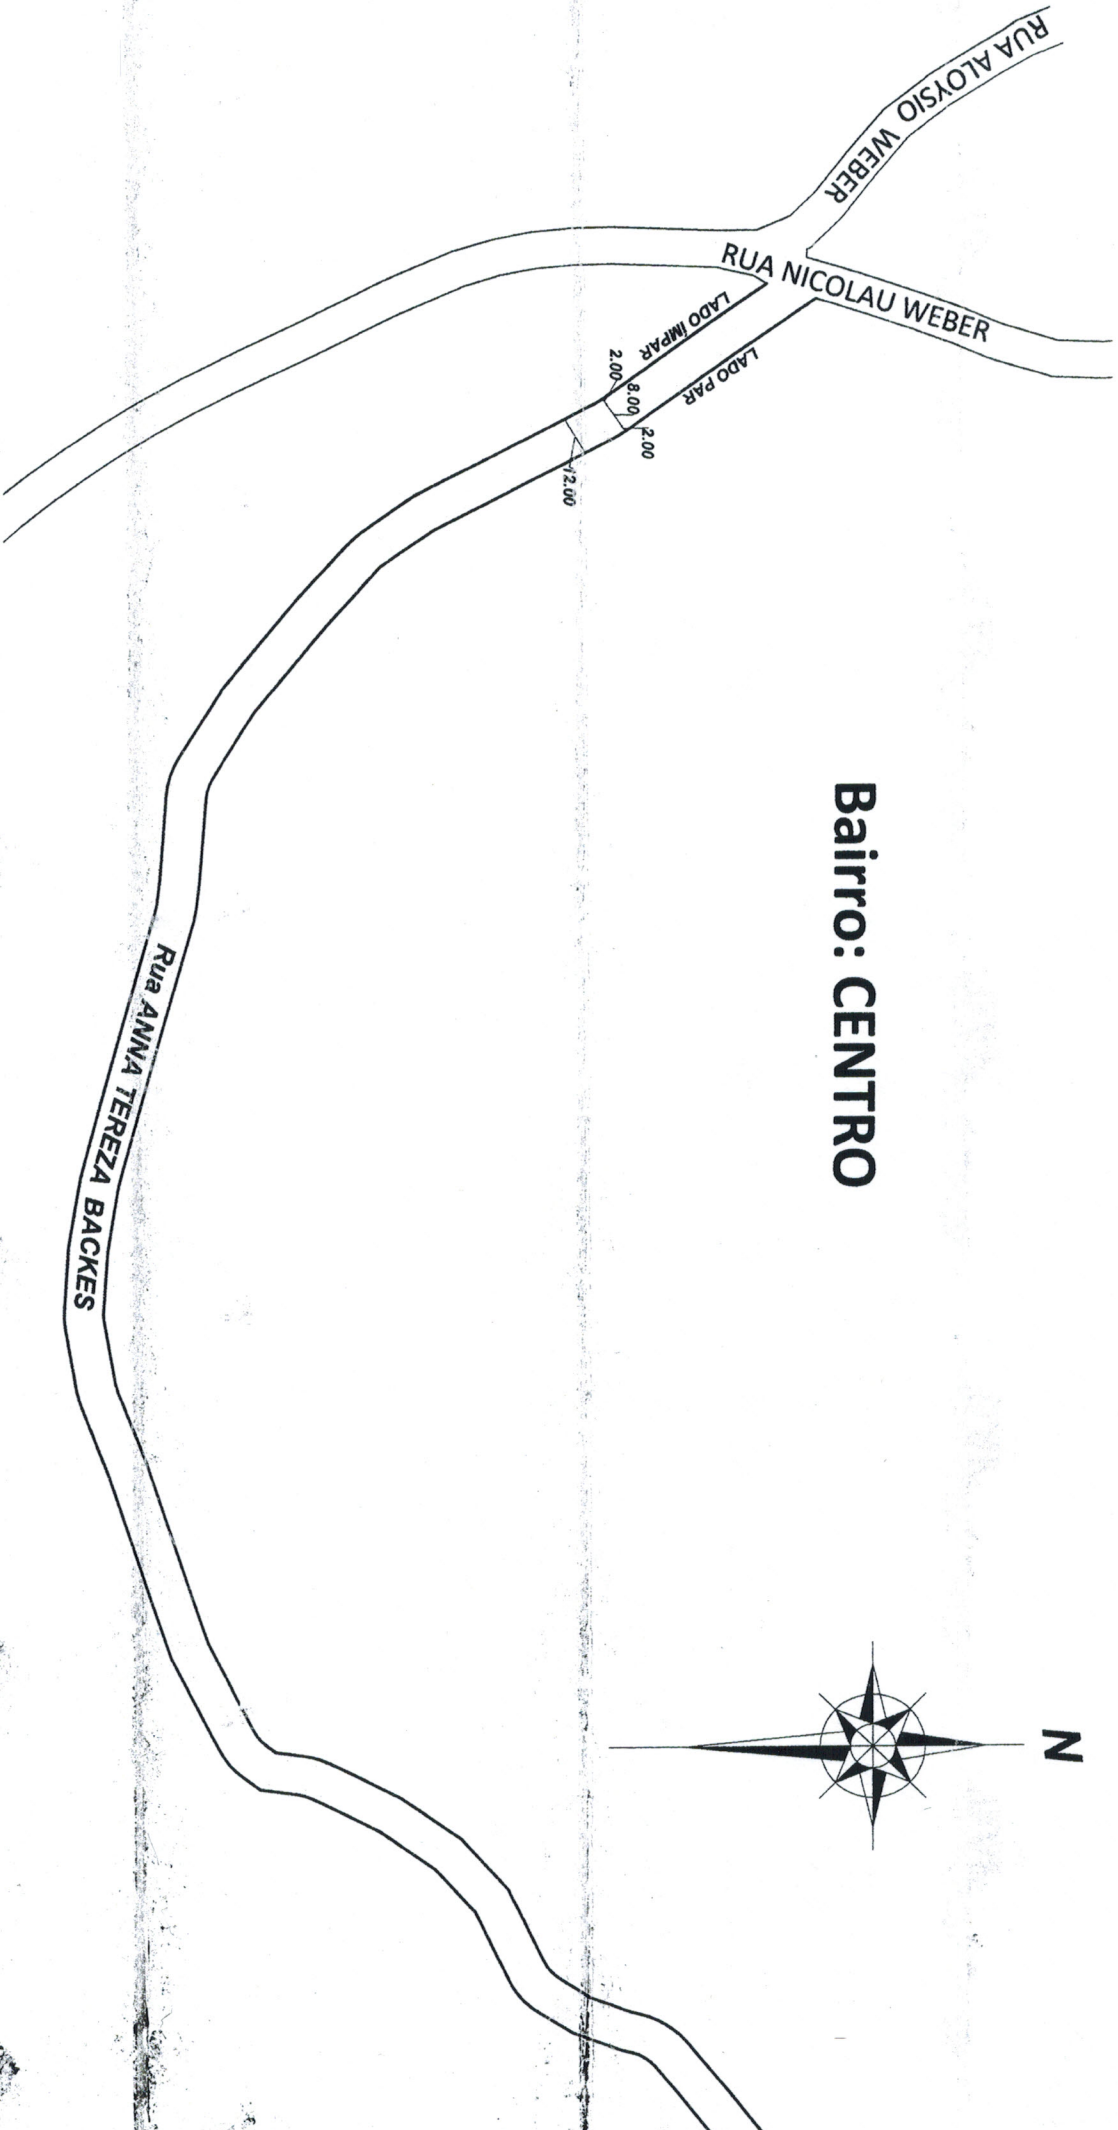 RUA ALOYSIO WEBER
RUA NICOLAU WEBER
LADO ÍMPAR
LADO PAR
2.00
8.00
2.00
12.00
Bairro: CENTRO
Rua ANNA TEREZA BACKES
N